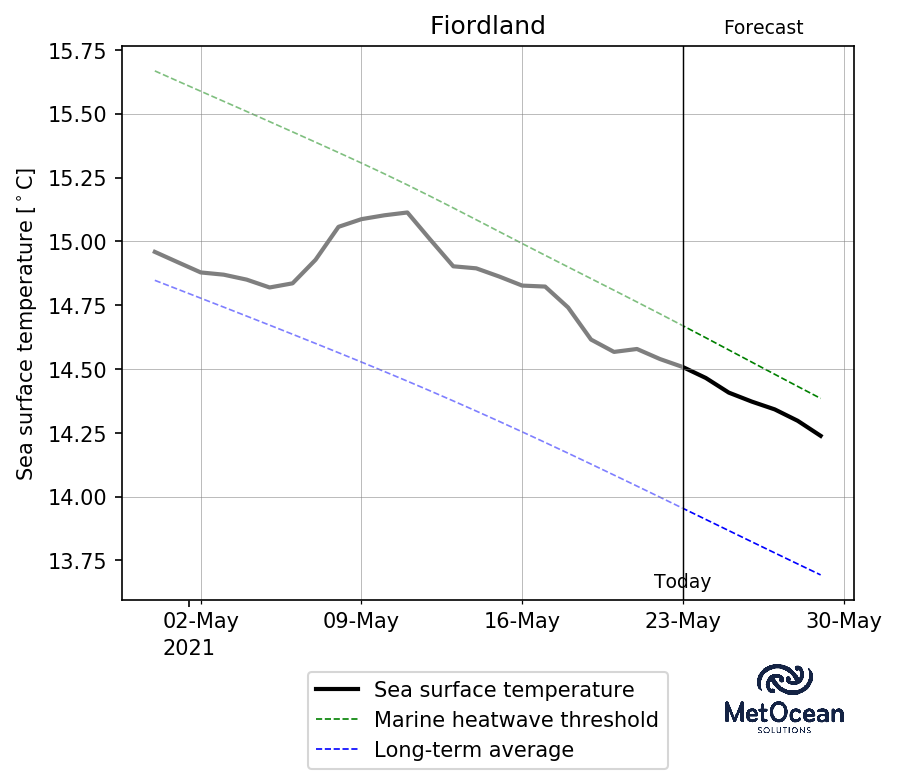 Fiordland
Forecast
Sea surface temperature [°C]
15.75
15.50
15.25
15.00
14.75
14.50
14.25
14.00
13.75
Today
02-May
2021
09-May
16-May
23-May
30-May
Sea surface temperature
Marine heatwave threshold
Long-term average
MetOcean
SOLUTIONS